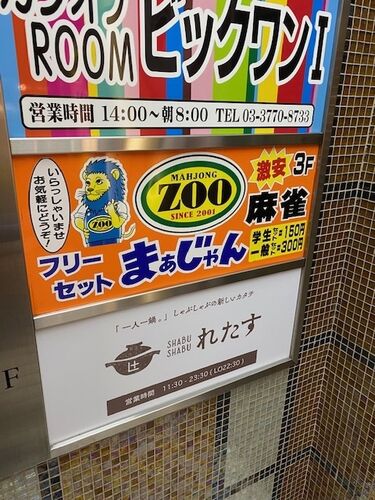 カラオケ
ROOM ビックワンI
営業時間 14:00〜朝8:00 TEL 03-3770-8733
いらっしゃいませ
お気軽にどうぞ!
ZOO
MAHJONG
ZOO
SINCE 2001
激安 3F
麻雀
フリー
セット
まぁじゃん
学生 150円
一般 300円
「一人一鍋。」しゃぶしゃぶの新しいカタチ
SHABU
SHABU
れたす
営業時間 11:30 - 23:30 ( LO22:30 )
F